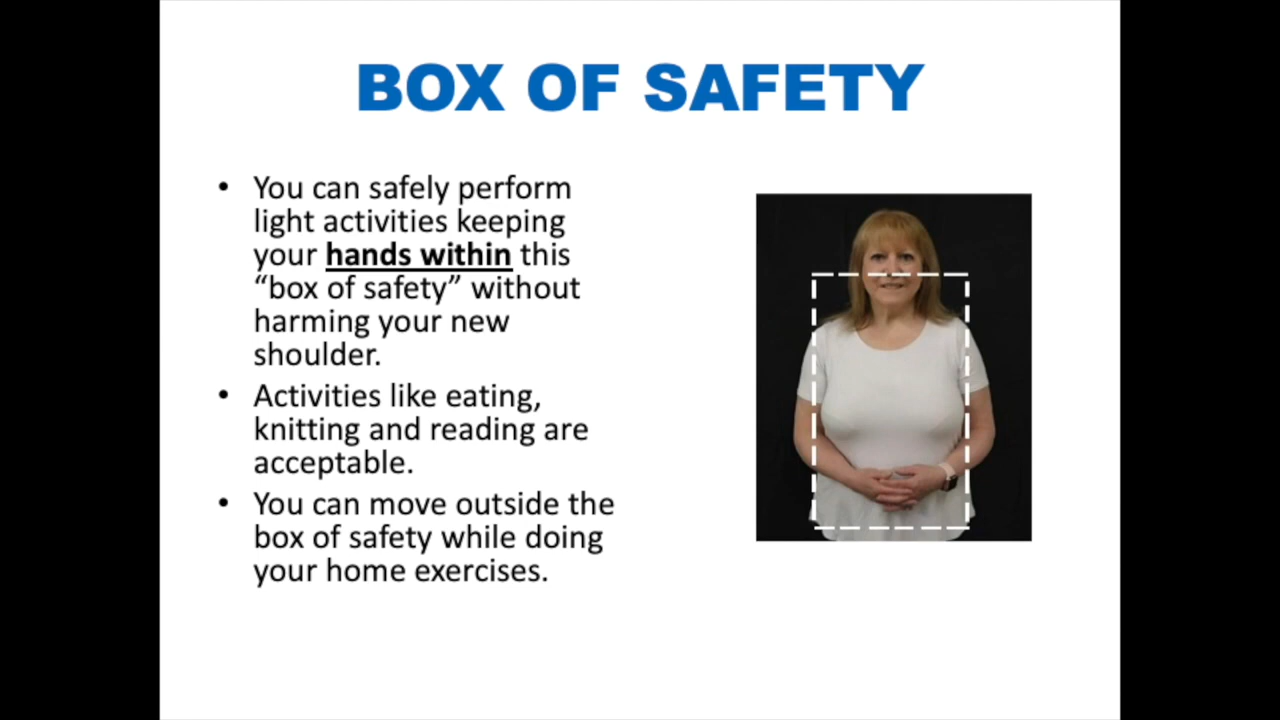 BOX OF SAFETY
• You can safely perform
light activities keeping
your hands within this
“box of safety” without
harming your new
shoulder.
• Activities like eating,
knitting and reading are
acceptable.
• You can move outside the
box of safety while doing
your home exercises.